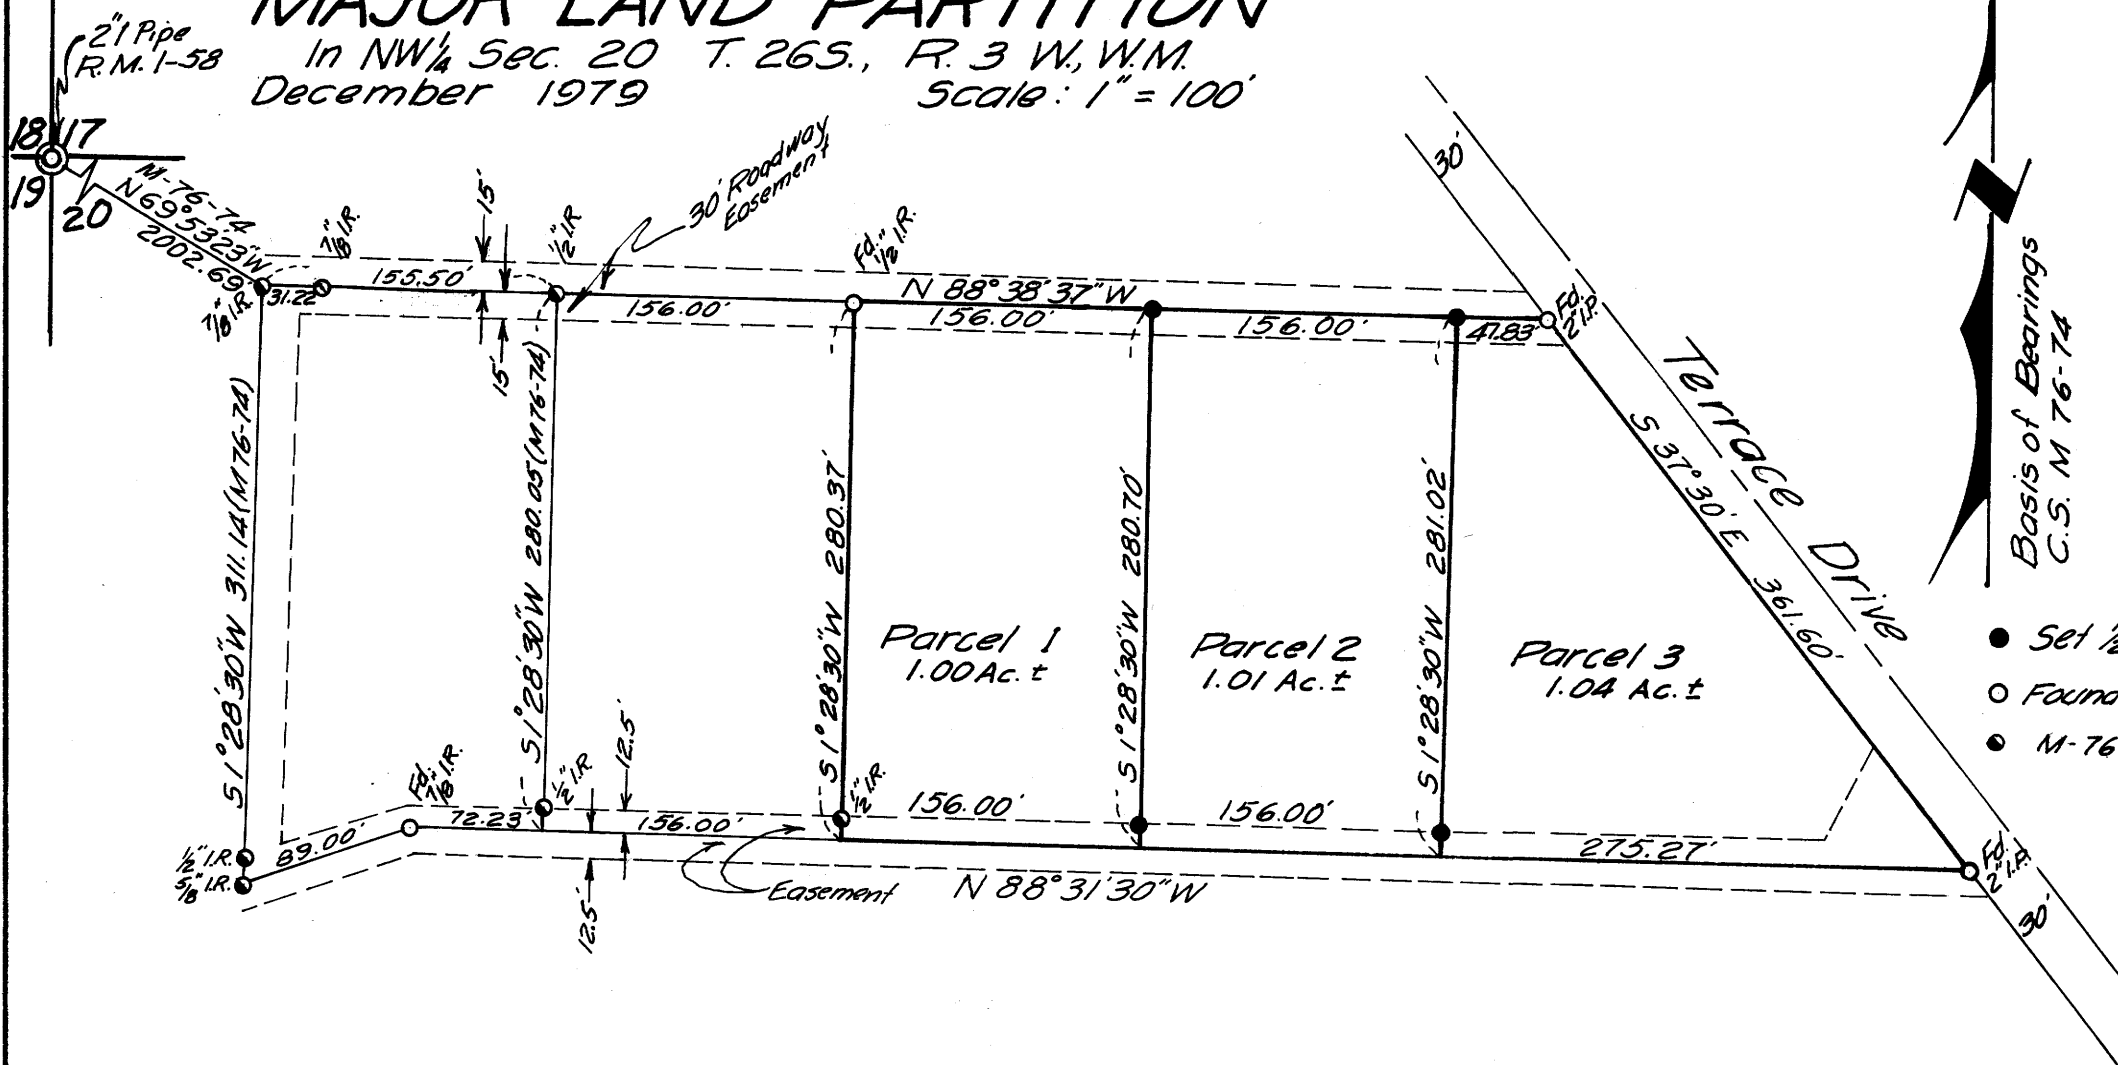 MAJOR LAND PARTITION
In NW¼ Sec. 20 T. 26S., R. 3 W., W.M.
December 1979 Scale: 1" = 100'
2" I Pipe
R.M. 1-58
18 17
19 20
M-76-74
N 69°53'23" W
2002.69'
7/8" I.R.
31.22'
7/8" I.R.
155.50'
15'
15'
1/2" I.R.
30' Roadway
Easement
156.00'
Fd. 1/2" I.R.
N 88°38'37" W
156.00'
156.00'
47.83'
Fd.
2" I.P.
30'
Terrace Drive
S 37°30' E 361.60'
Basis of Bearings
C.S. M 76-74
S 1°28'30" W 311.14 (M76-74)
S 1°28'30" W 280.05 (M76-74)
S 1°28'30" W 280.37'
S 1°28'30" W 280.70'
S 1°28'30" W 281.02'
Parcel 1
1.00 Ac. ±
Parcel 2
1.01 Ac. ±
Parcel 3
1.04 Ac. ±
Set ½
Found
M-76
1/2" I.R.
5/8" I.R.
89.00'
Fd.
7/8" I.R.
72.23'
1/2" I.R.
12.5'
12.5'
156.00'
1/2" I.R.
156.00'
156.00'
275.27'
Easement
N 88°31'30" W
Fd.
2" I.P.
30'